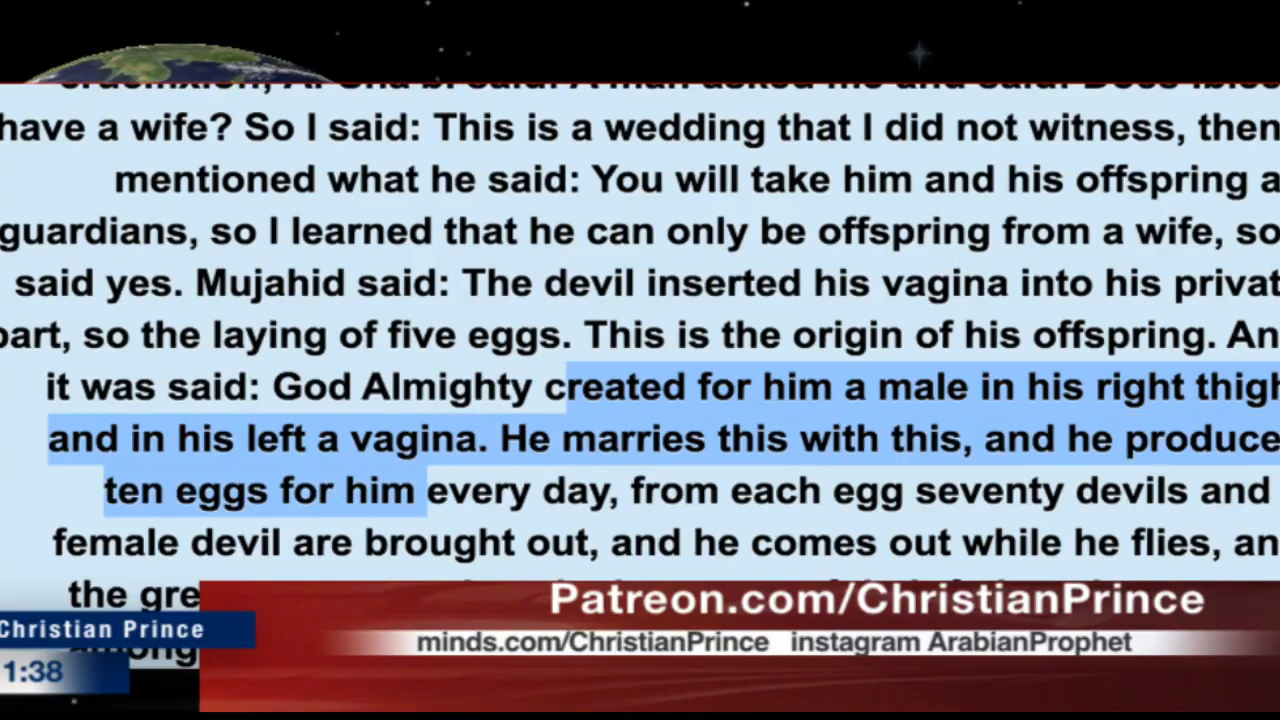 have a wife? So I said: This is a wedding that I did not witness, then
mentioned what he said: You will take him and his offspring a
guardians, so I learned that he can only be offspring from a wife, so
said yes. Mujahid said: The devil inserted his vagina into his privat
part, so the laying of five eggs. This is the origin of his offspring. An
it was said: God Almighty created for him a male in his right thigh
and in his left a vagina. He marries this with this, and he produce
ten eggs for him every day, from each egg seventy devils and
female devil are brought out, and he comes out while he flies, an
the gre
among
Patreon.com/ChristianPrince
Christian Prince
minds.com/ChristianPrince instagram ArabianProphet
1:38